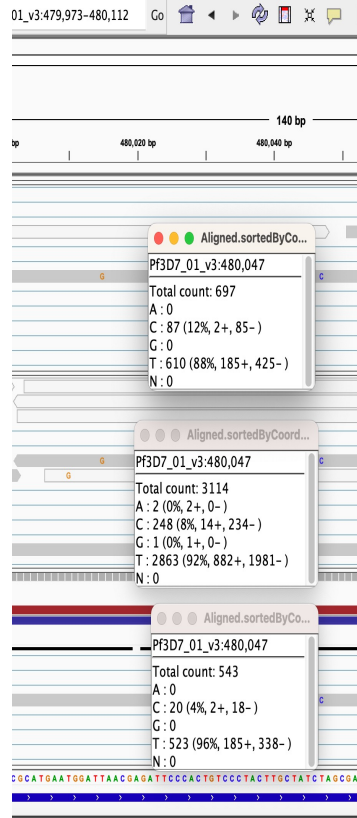 01_v3:479,973-480,112 Go
140 bp
bp 480,020 bp 480,040 bp
Aligned.sortedByCo...
Pf3D7_01_v3:480,047
G
C
Total count: 697
A : 0
C : 87 (12%, 2+, 85- )
G : 0
T : 610 (88%, 185+, 425- )
N : 0
Aligned.sortedByCoord...
Pf3D7_01_v3:480,047
G
C
G
Total count: 3114
A : 2 (0%, 2+, 0- )
C : 248 (8%, 14+, 234- )
G : 1 (0%, 1+, 0- )
T : 2863 (92%, 882+, 1981- )
N : 0
Aligned.sortedByCo...
Pf3D7_01_v3:480,047
Total count: 543
A : 0
C : 20 (4%, 2+, 18- )
C
G : 0
T : 523 (96%, 185+, 338- )
N : 0
CGCATGAATGGATTAACGAGATTCCCACTGTCCCTACTTGCTATCTAGCGA